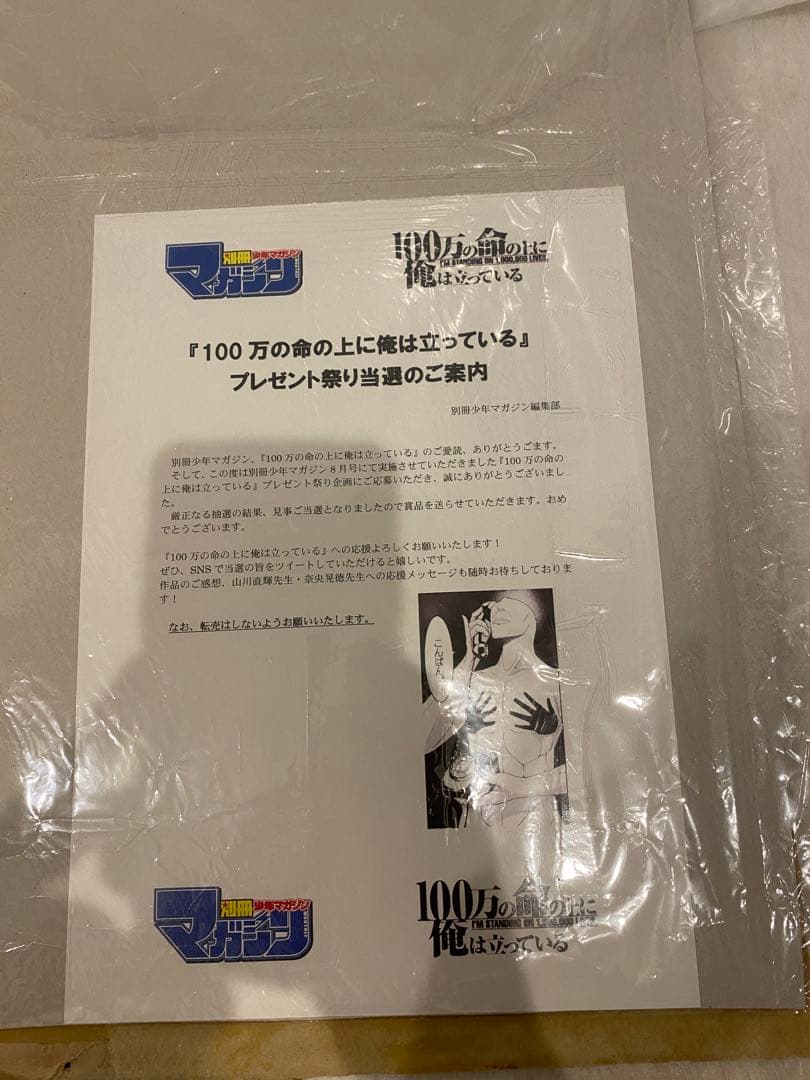 別冊 少年マガジン
マガジン
MONTHLY
100万の命の上に
I'M STANDING ON 1,000,000 LIVES.
俺は立っている
『100万の命の上に俺は立っている』
プレゼント祭り当選のご案内
別冊少年マガジン編集部
別冊少年マガジン、『100万の命の上に俺は立っている』のご愛読、ありがとうごます。
そして、この度は別冊少年マガジン8月号にて実施させていただきました『100万の命の
上に俺は立っている』プレゼント祭り企画にご応募いただき、誠にありがとうございまし
た。
厳正なる抽選の結果、見事ご当選となりましたので賞品を送らせていただきます。おめ
でとうございます。
『100万の命の上に俺は立っている』への応援よろしくお願いいたします！
ぜひ、SNSで当選の旨をツイートしていただけると嬉しいです。
作品のご感想、山川直輝先生・奈央晃徳先生への応援メッセージも随時お待ちしておりま
す！
なお、転売はしないようお願いいたします。
こんばん。
別冊 少年マガジン
マガジン
MONTHLY
100万の命の上に
I'M STANDING ON 1,000,000 LIVES.
俺は立っている